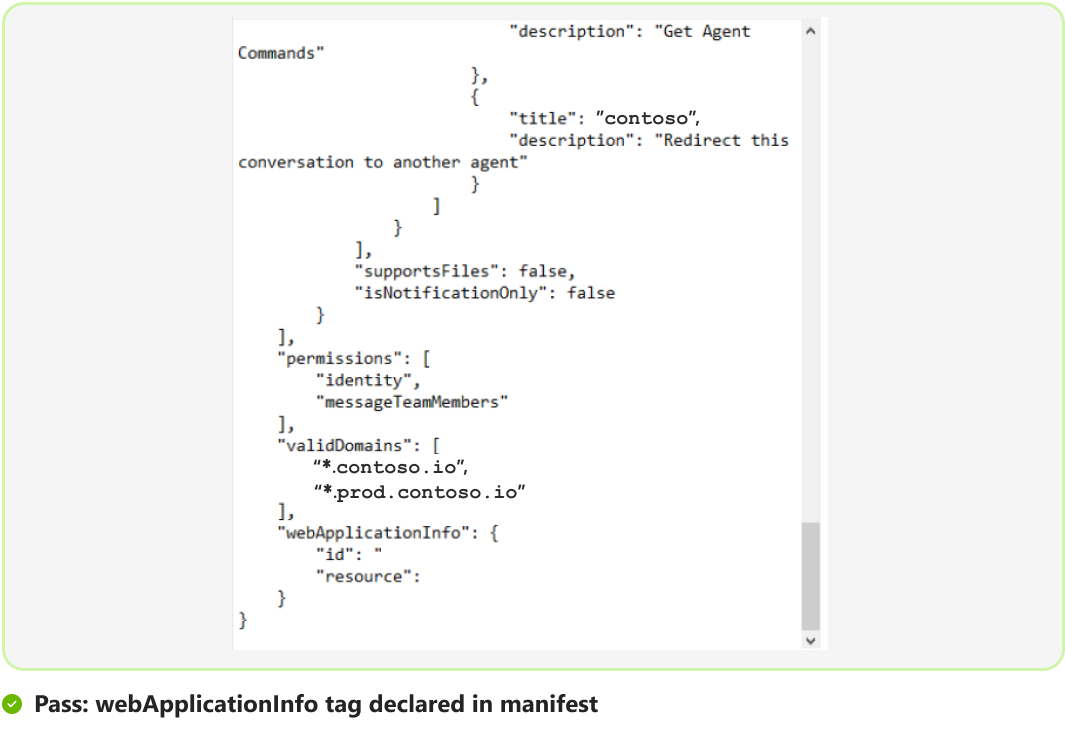 "description": "Get Agent
Commands"
},
{
"title": "contoso",
"description": "Redirect this
conversation to another agent"
}
]
}
],
"supportsFiles": false,
"isNotificationOnly": false
}
],
"permissions": [
"identity",
"messageTeamMembers"
],
"validDomains": [
"*.contoso.io",
"*.prod.contoso.io"
],
"webApplicationInfo": {
"id": "
"resource":
}
}
Pass: webApplicationInfo tag declared in manifest